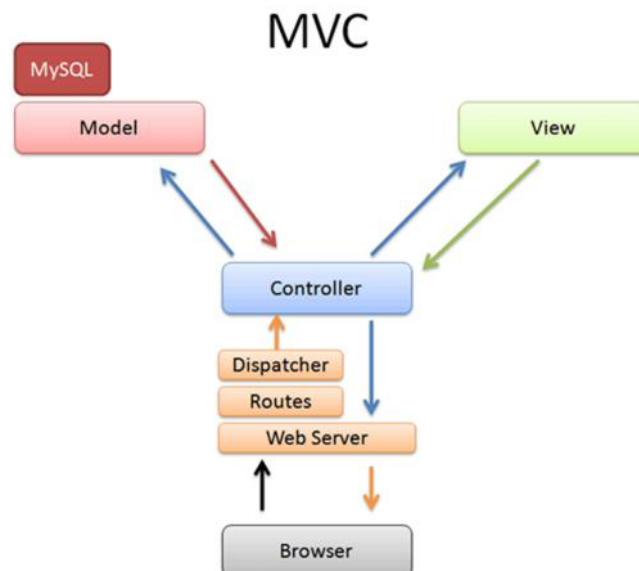 MVC
MySQL
Model
View
Controller
Dispatcher
Routes
Web Server
Browser